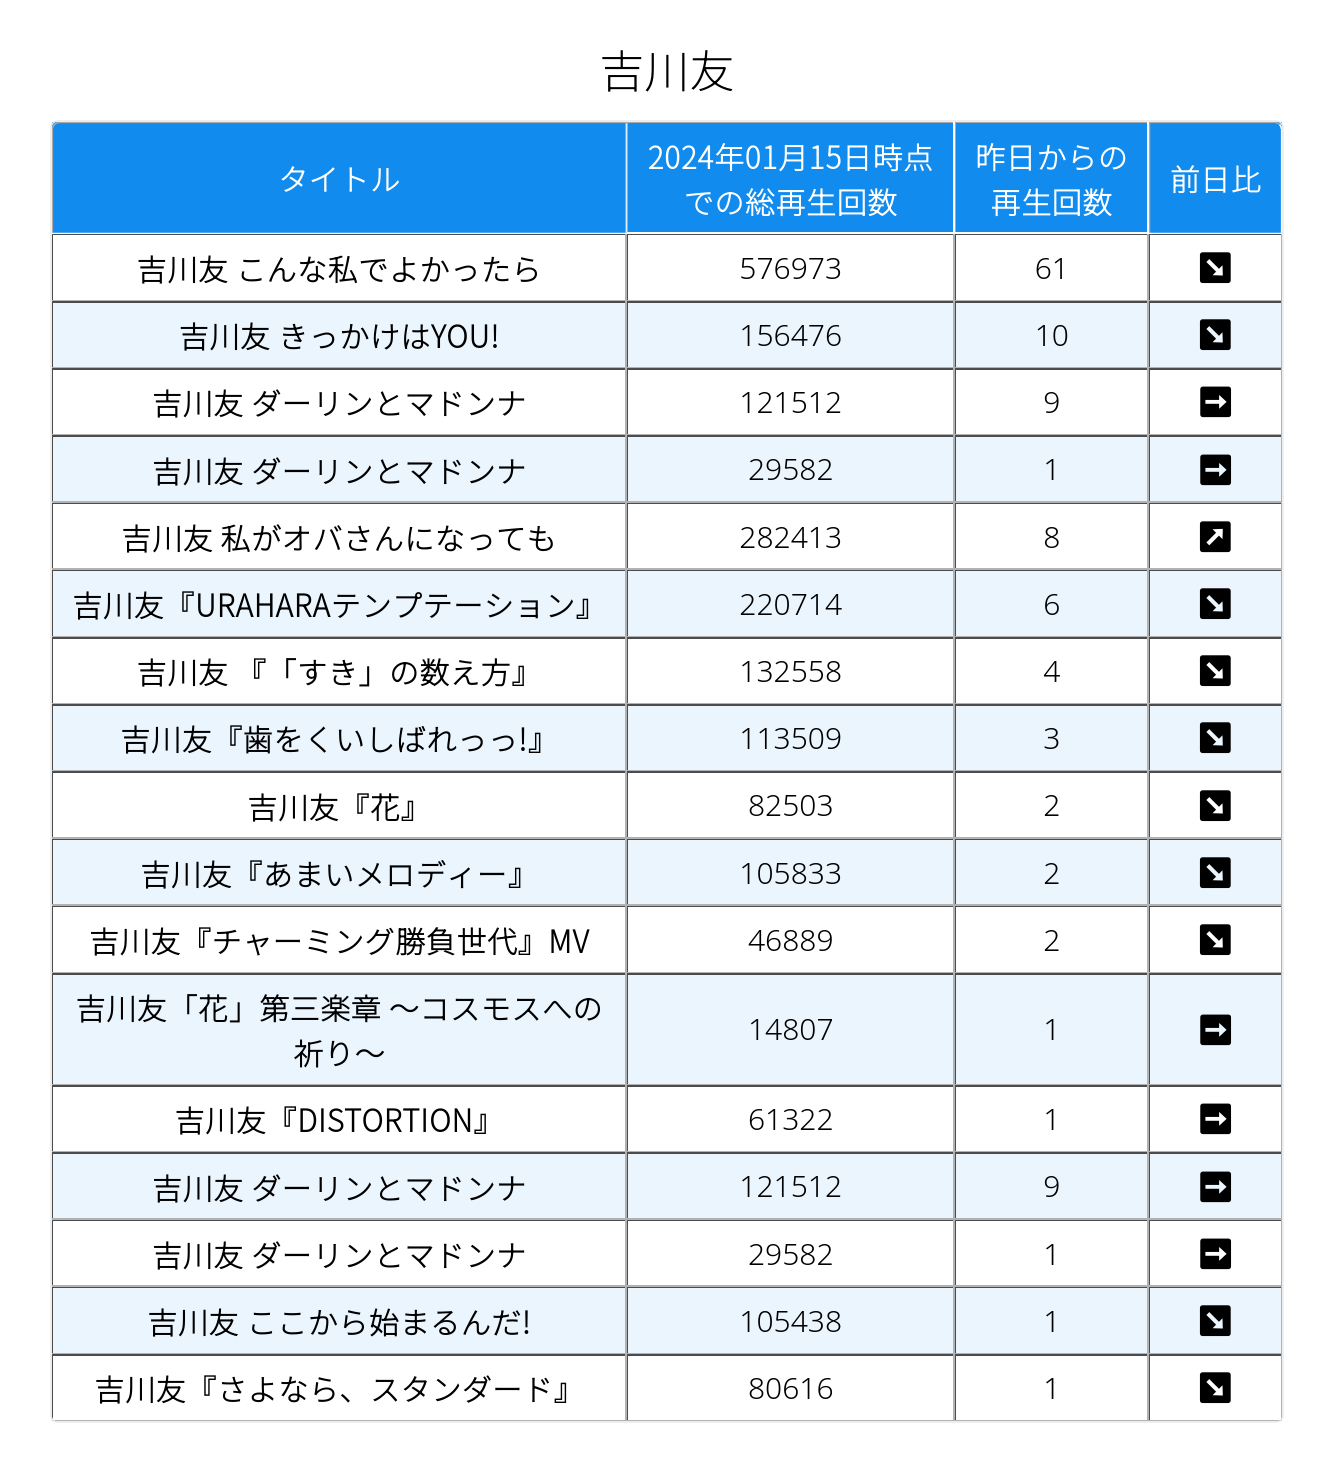 吉川友
タイトル
2024年01月15日時点
での総再生回数
昨日からの
再生回数
前日比
吉川友 こんな私でよかったら 576973 61 ↘
吉川友 きっかけはYOU! 156476 10 ↘
吉川友 ダーリンとマドンナ 121512 9 →
吉川友 ダーリンとマドンナ 29582 1 →
吉川友 私がオバさんになっても 282413 8 ↗
吉川友『URAHARAテンプテーション』 220714 6 ↘
吉川友 『「すき」の数え方』 132558 4 ↘
吉川友『歯をくいしばれっっ!』 113509 3 ↘
吉川友『花』 82503 2 ↘
吉川友『あまいメロディー』 105833 2 ↘
吉川友『チャーミング勝負世代』MV 46889 2 ↘
吉川友「花」第三楽章 〜コスモスへの
祈り〜 14807 1 →
吉川友『DISTORTION』 61322 1 →
吉川友 ダーリンとマドンナ 121512 9 →
吉川友 ダーリンとマドンナ 29582 1 →
吉川友 ここから始まるんだ! 105438 1 ↘
吉川友『さよなら、スタンダード』 80616 1 ↘